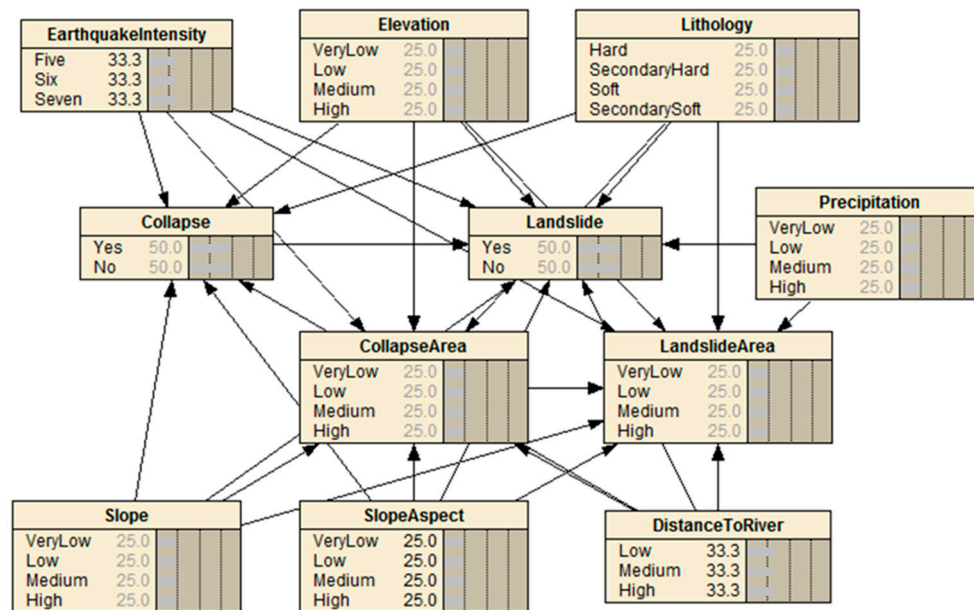 EarthquakeIntensity
Five 33.3
Six 33.3
Seven 33.3
Elevation
VeryLow 25.0
Low 25.0
Medium 25.0
High 25.0
Lithology
Hard 25.0
SecondaryHard 25.0
Soft 25.0
SecondarySoft 25.0
Collapse
Yes 50.0
No 50.0
Landslide
Yes 50.0
No 50.0
Precipitation
VeryLow 25.0
Low 25.0
Medium 25.0
High 25.0
CollapseArea
VeryLow 25.0
Low 25.0
Medium 25.0
High 25.0
LandslideArea
VeryLow 25.0
Low 25.0
Medium 25.0
High 25.0
Slope
VeryLow 25.0
Low 25.0
Medium 25.0
High 25.0
SlopeAspect
VeryLow 25.0
Low 25.0
Medium 25.0
High 25.0
DistanceToRiver
Low 33.3
Medium 33.3
High 33.3